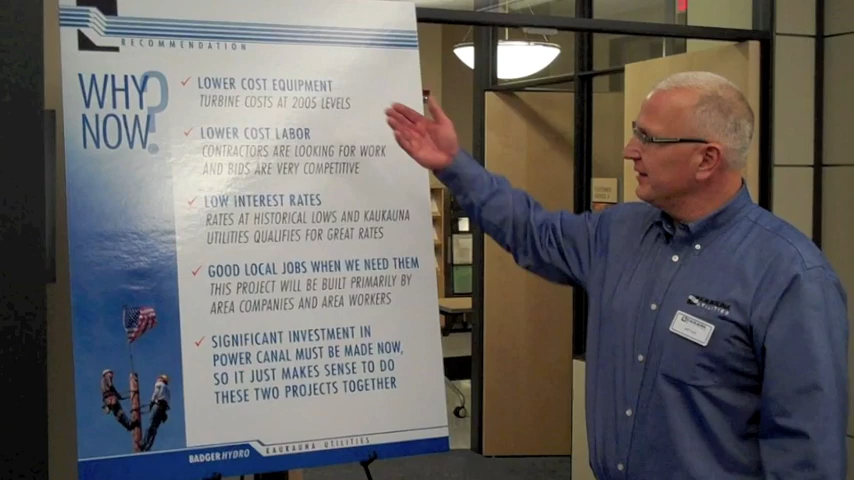 RECOMMENDATION
WHY
NOW?
LOWER COST EQUIPMENT
TURBINE COSTS AT 2005 LEVELS
LOWER COST LABOR
CONTRACTORS ARE LOOKING FOR WORK
AND BIDS ARE VERY COMPETITIVE
LOW INTEREST RATES
RATES AT HISTORICAL LOWS AND KAUKAUNA
UTILITIES QUALIFIES FOR GREAT RATES
GOOD LOCAL JOBS WHEN WE NEED THEM
THIS PROJECT WILL BE BUILT PRIMARILY BY
AREA COMPANIES AND AREA WORKERS
SIGNIFICANT INVESTMENT IN
POWER CANAL MUST BE MADE NOW,
SO IT JUST MAKES SENSE TO DO
THESE TWO PROJECTS TOGETHER
BADGER HYDRO KAUKAUNA UTILITIES
UTILITIES